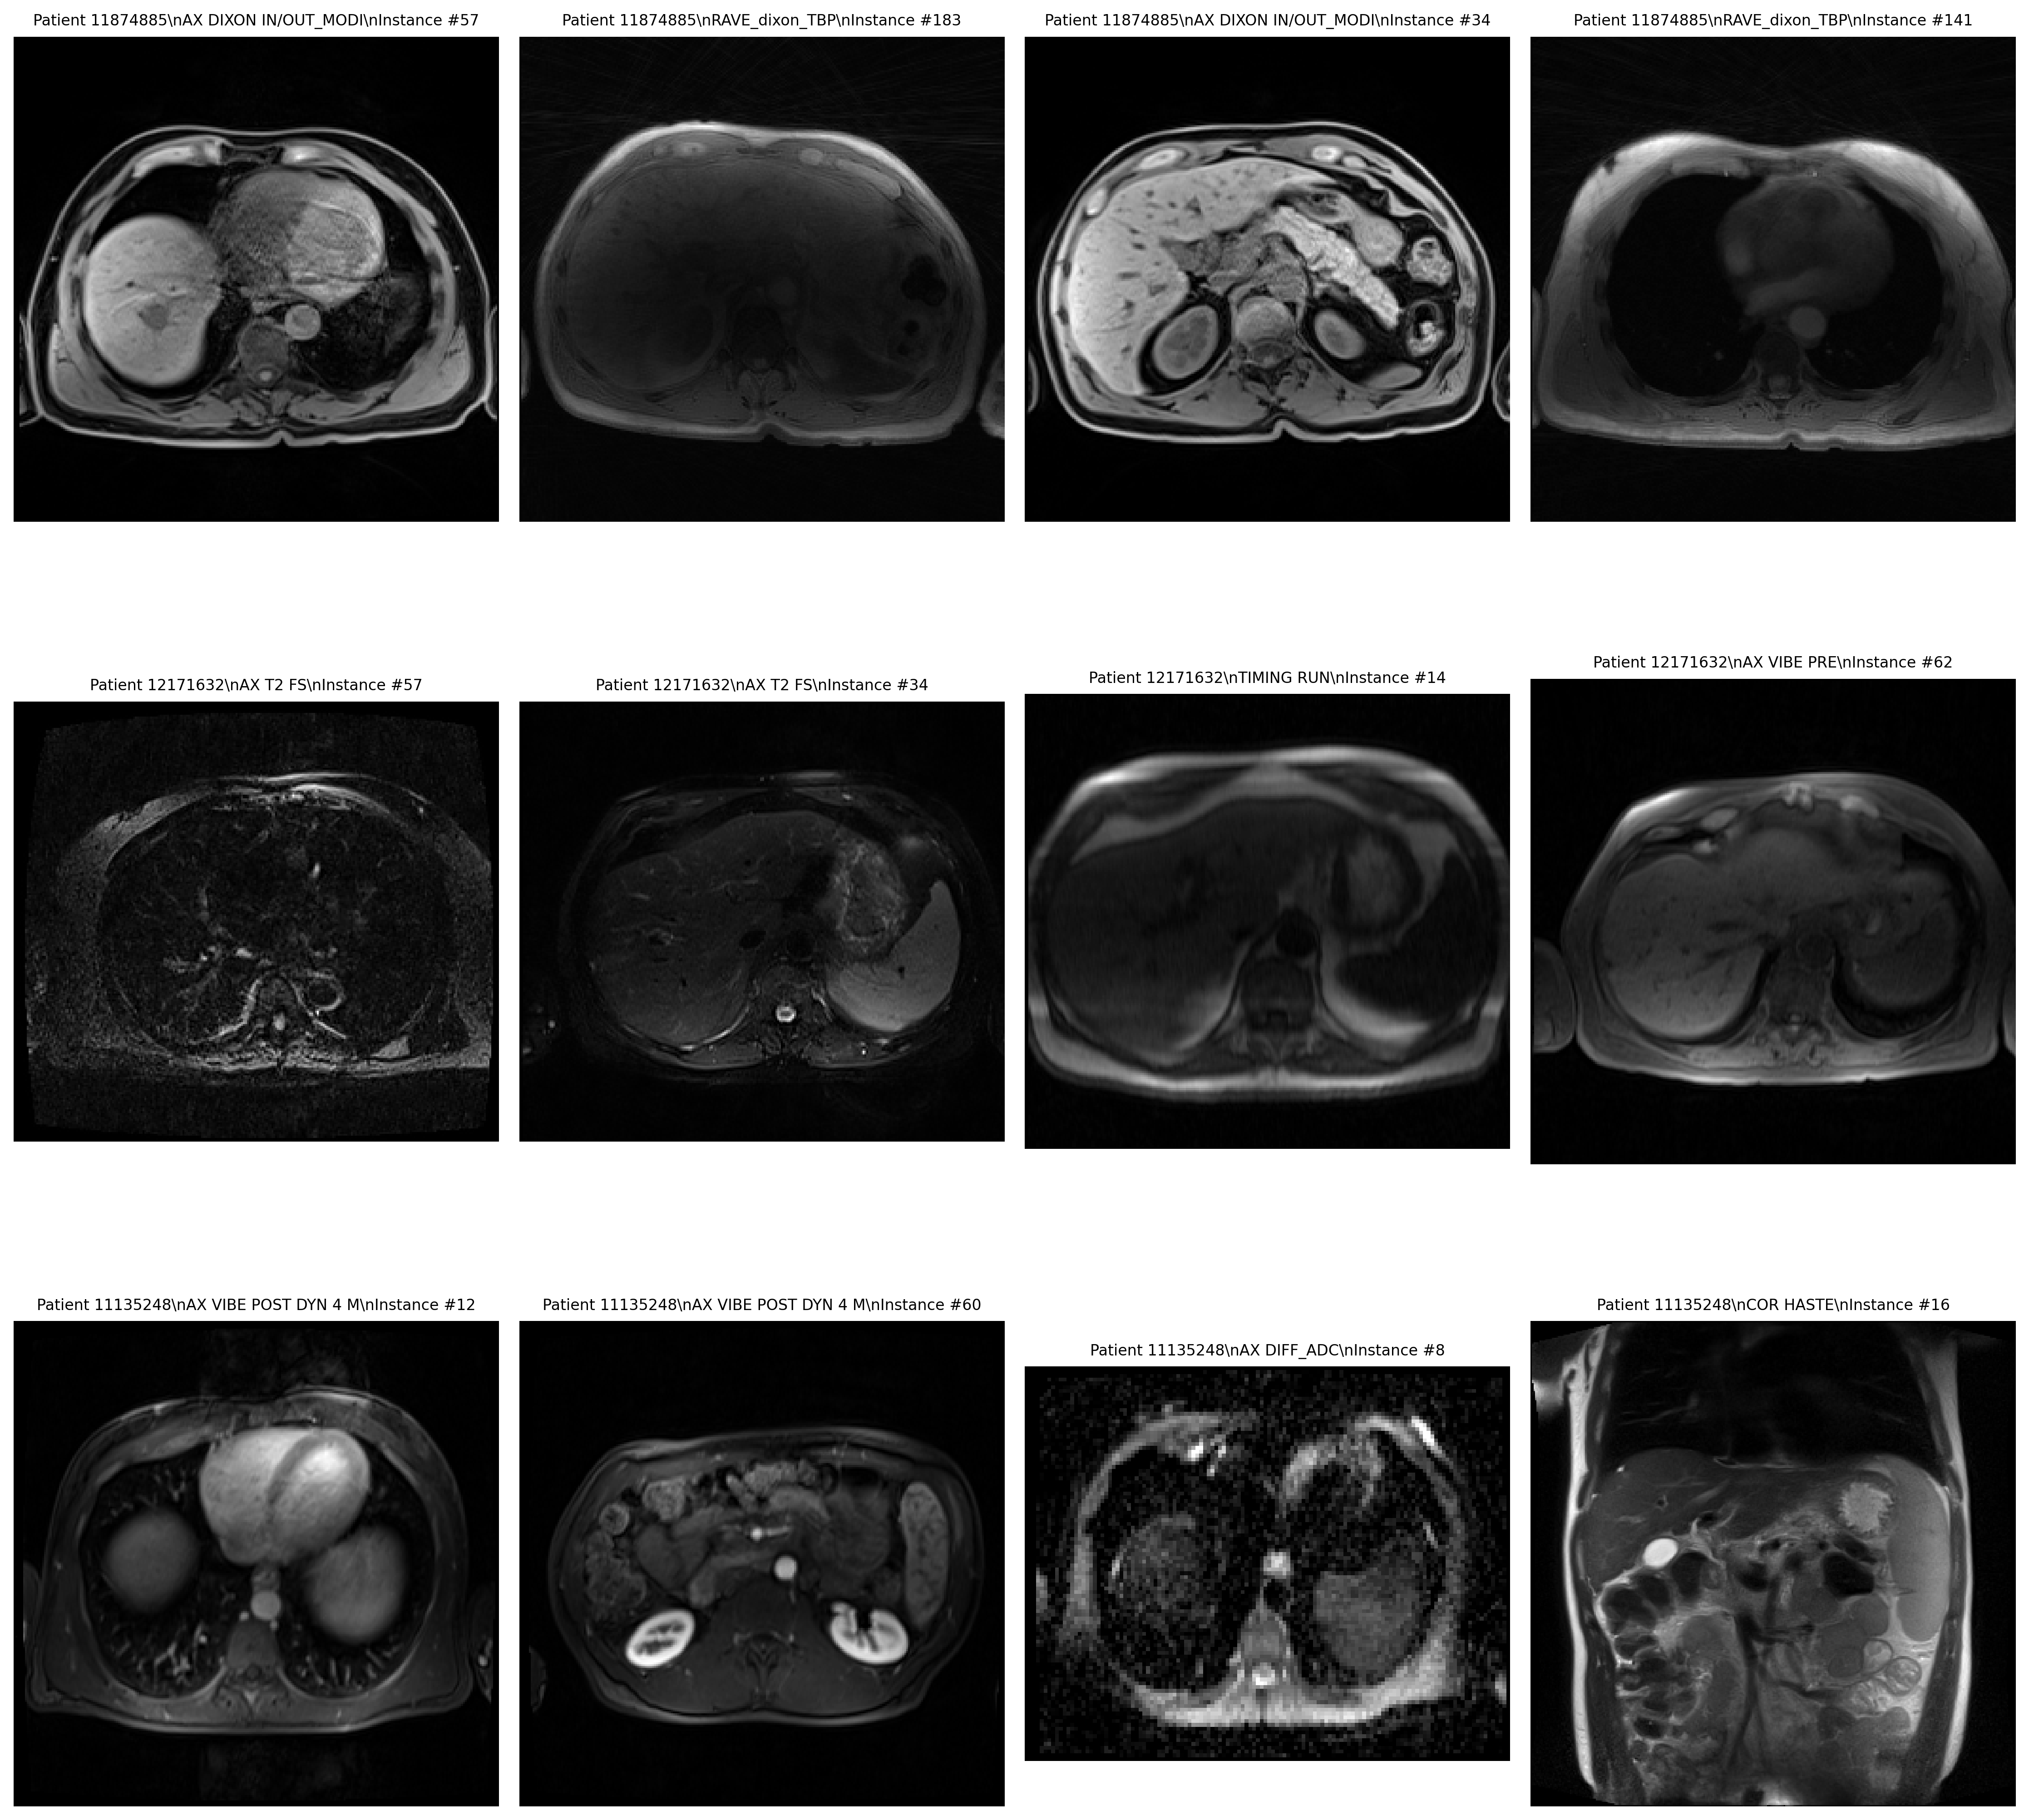 Patient 11874885\nAX DIXON IN/OUT_MODI\nInstance #57
Patient 11874885\nRAVE_dixon_TBP\nInstance #183
Patient 11874885\nAX DIXON IN/OUT_MODI\nInstance #34
Patient 11874885\nRAVE_dixon_TBP\nInstance #141
Patient 12171632\nAX T2 FS\nInstance #57
Patient 12171632\nAX T2 FS\nInstance #34
Patient 12171632\nTIMING RUN\nInstance #14
Patient 12171632\nAX VIBE PRE\nInstance #62
Patient 11135248\nAX VIBE POST DYN 4 M\nInstance #12
Patient 11135248\nAX VIBE POST DYN 4 M\nInstance #60
Patient 11135248\nAX DIFF_ADC\nInstance #8
Patient 11135248\nCOR HASTE\nInstance #16